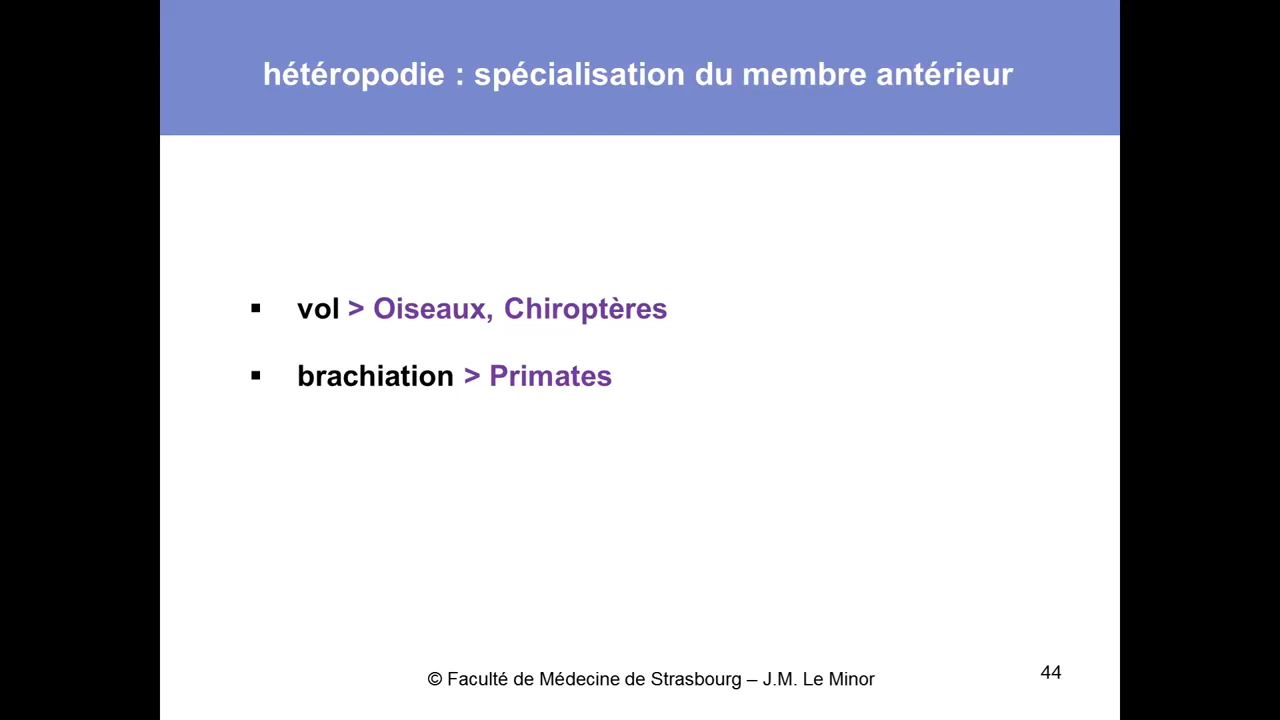 hétéropodie : spécialisation du membre antérieur
▪ vol > Oiseaux, Chiroptères
▪ brachiation > Primates
© Faculté de Médecine de Strasbourg – J.M. Le Minor
44